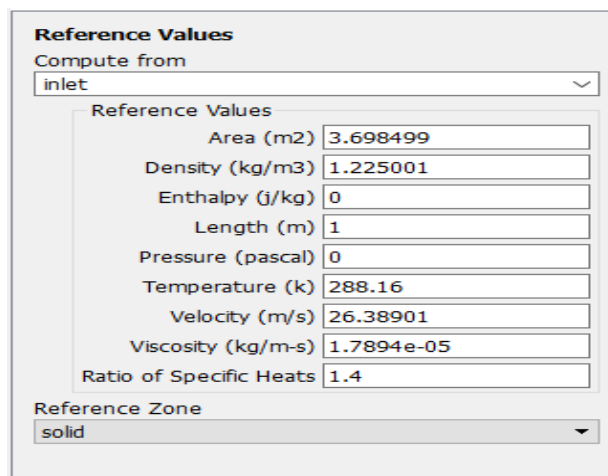 Reference Values
Compute from
inlet
Reference Values
Area (m2) 3.698499
Density (kg/m3) 1.225001
Enthalpy (j/kg) 0
Length (m) 1
Pressure (pascal) 0
Temperature (k) 288.16
Velocity (m/s) 26.38901
Viscosity (kg/m-s) 1.7894e-05
Ratio of Specific Heats 1.4
Reference Zone
solid